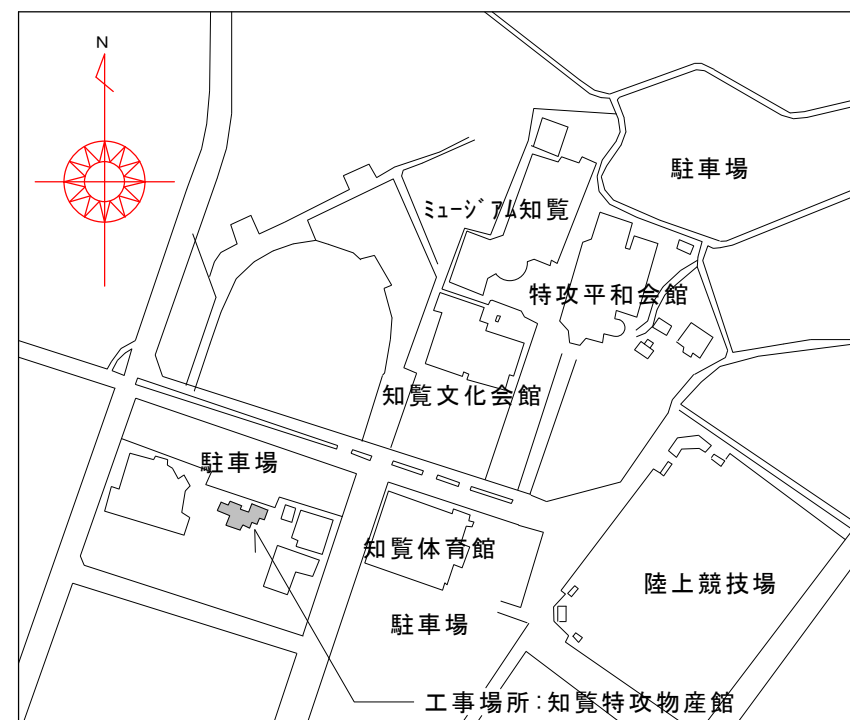 N
駐車場
ミュージアム知覧
特攻平和会館
知覧文化会館
駐車場
知覧体育館
陸上競技場
駐車場
工事場所:知覧特攻物産館